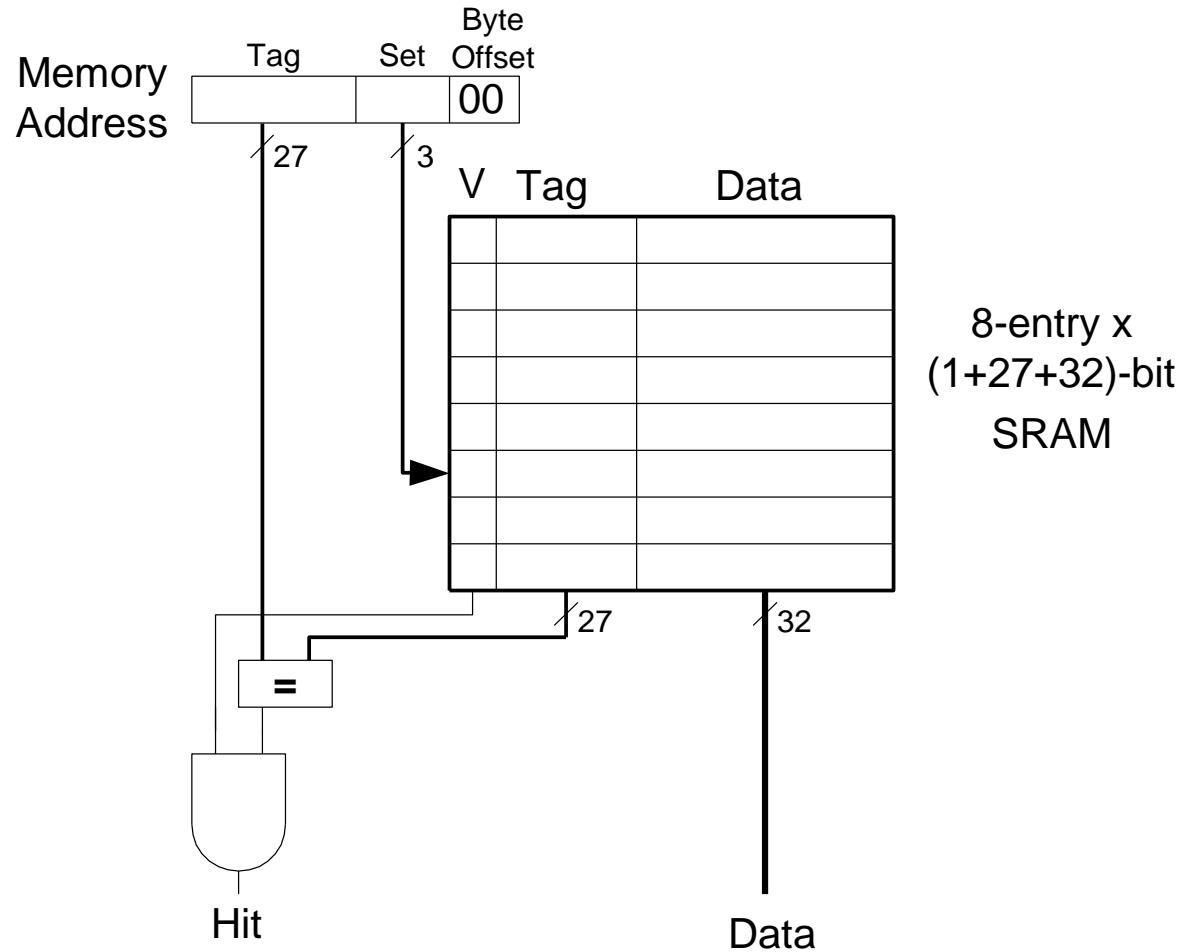 Byte
Tag Set Offset
Memory
Address
00
27
3
V Tag Data
8-entry x
(1+27+32)-bit
SRAM
27
32
=
Hit
Data